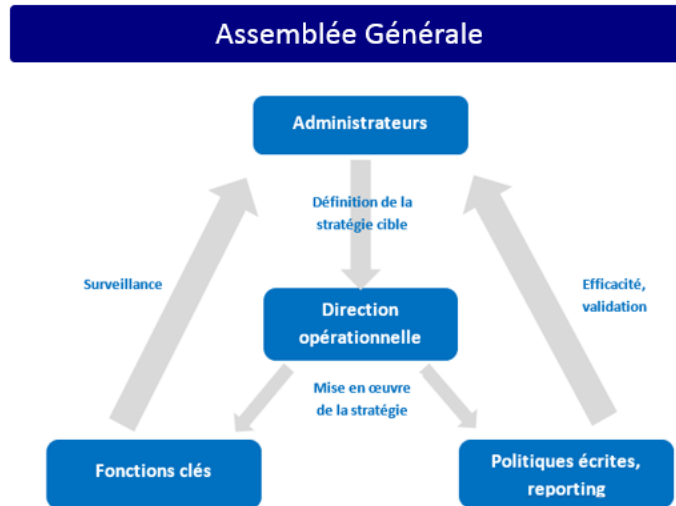 Assemblée Générale
Administrateurs
Définition de la
stratégie cible
Surveillance
Efficacité,
validation
Direction
opérationnelle
Mise en œuvre
de la stratégie
Fonctions clés
Politiques écrites,
reporting